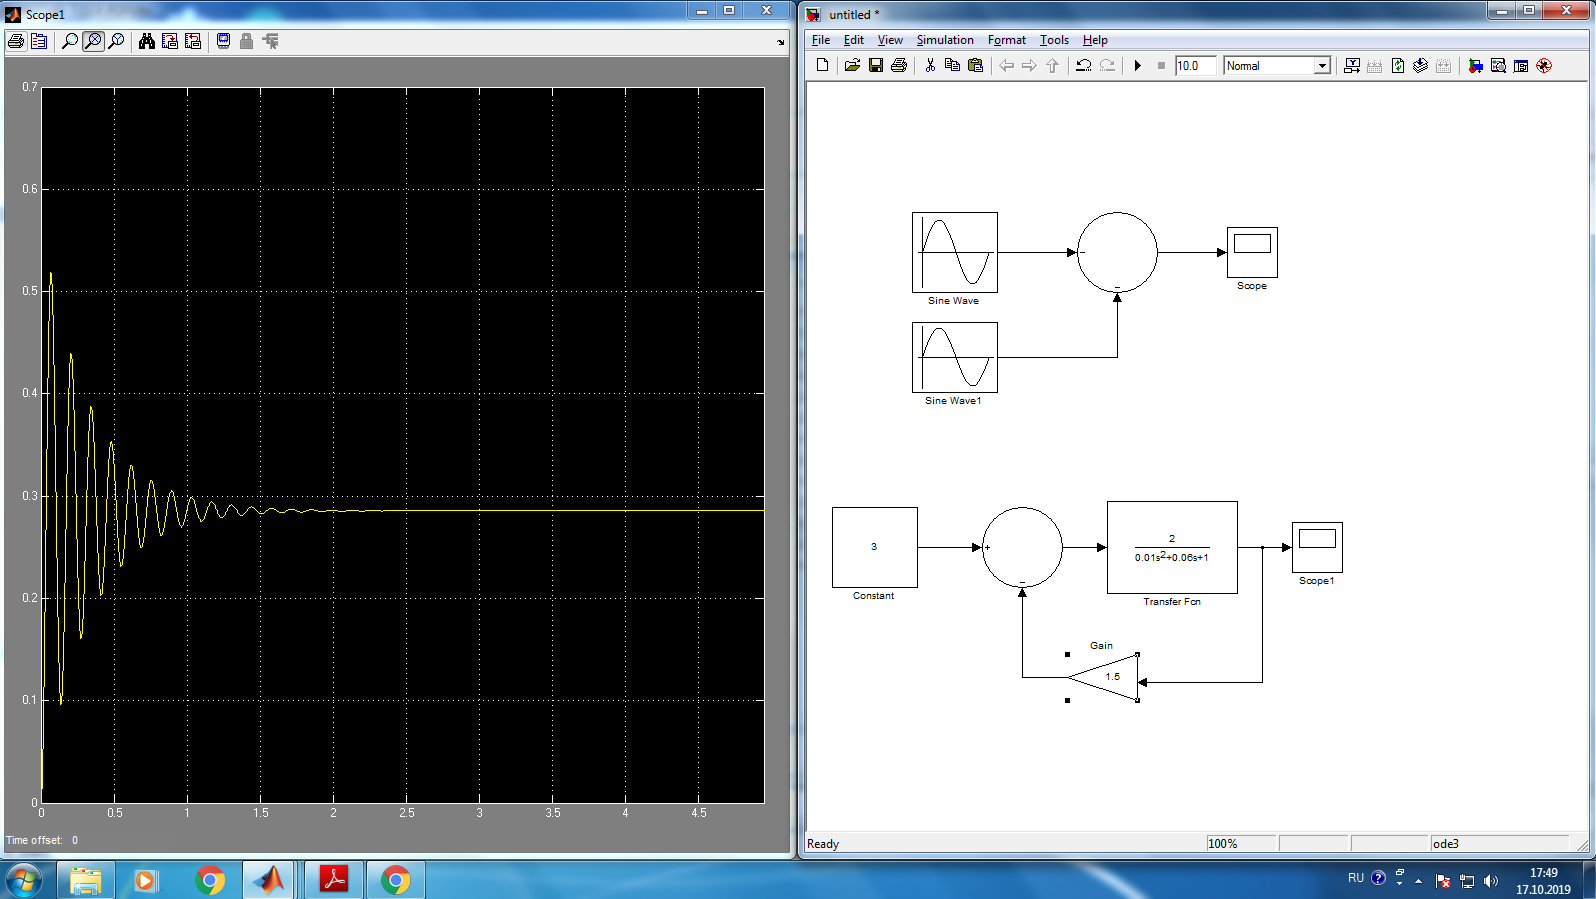 Scope1
0.7
0.6
0.5
0.4
0.3
0.2
0.1
0
0 0.5 1 1.5 2 2.5 3 3.5 4 4.5
Time offset: 0
untitled *
File Edit View Simulation Format Tools Help
10.0 Normal
Sine Wave
Scope
Sine Wave1
3
Constant
+
-
2
0.01s²+0.06s+1
Transfer Fcn
Scope1
Gain
1.5
Ready 100% ode3
RU
17:49
17.10.2019